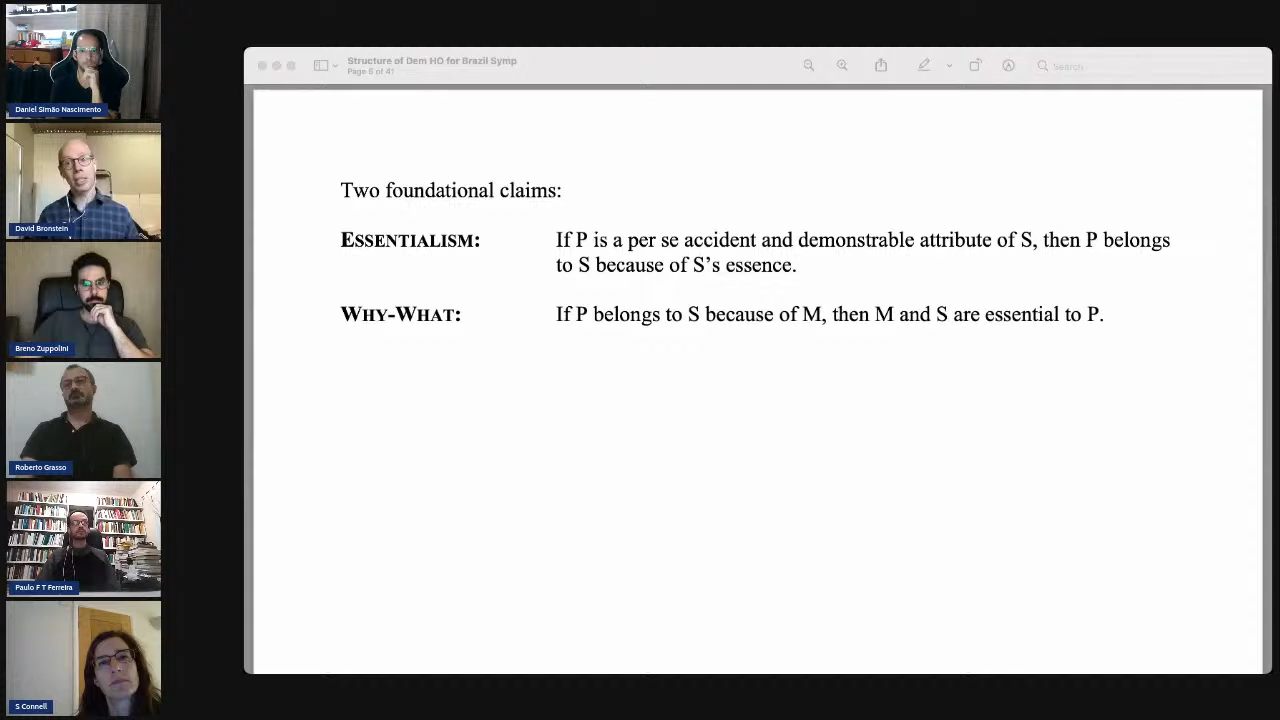 Daniel Simão Nascimento
David Bronstein
Breno Zuppolini
Roberto Grasso
Paulo F T Ferreira
S Connell
Structure of Dem HO for Brazil Symp
Page 6 of 41
Search
Two foundational claims:
ESSENTIALISM: If P is a per se accident and demonstrable attribute of S, then P belongs
to S because of S’s essence.
WHY-WHAT: If P belongs to S because of M, then M and S are essential to P.